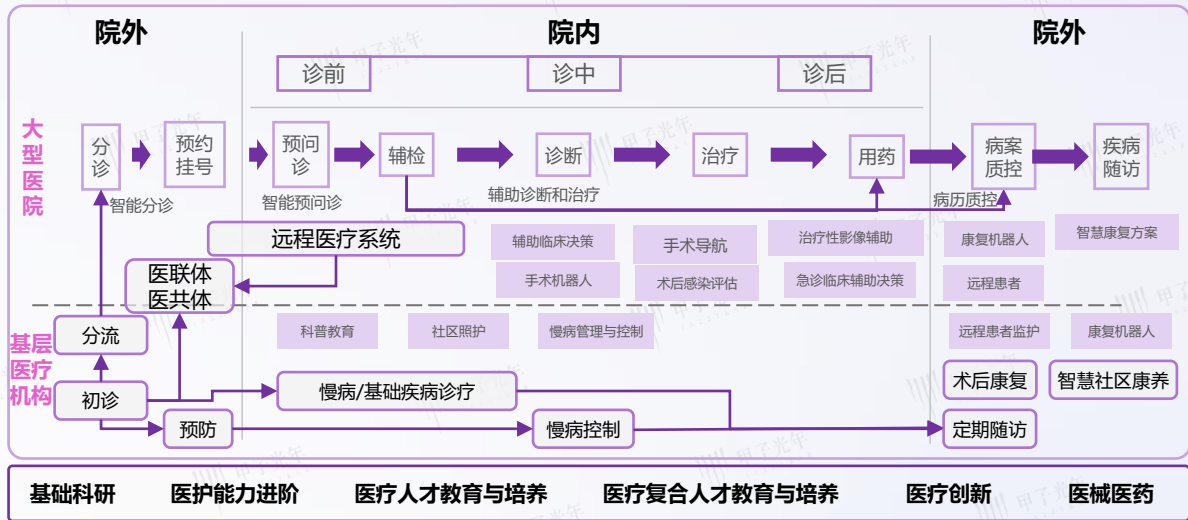 院外
院内
院外
诊前
诊中
诊后
大型医院
分诊
预约挂号
预问诊
辅检
诊断
治疗
用药
病案质控
疾病随访
智能分诊
智能预问诊
辅助诊断和治疗
病历质控
远程医疗系统
医联体
医共体
辅助临床决策
手术导航
治疗性影像辅助
康复机器人
智慧康复方案
手术机器人
术后感染评估
急诊临床辅助决策
远程患者
基层医疗机构
分流
科普教育
社区照护
慢病管理与控制
远程患者监护
康复机器人
初诊
慢病/基础疾病诊疗
术后康复
智慧社区康养
预防
慢病控制
定期随访
基础科研
医护能力进阶
医疗人才教育与培养
医疗复合人才教育与培养
医疗创新
医械医药
甲子光年